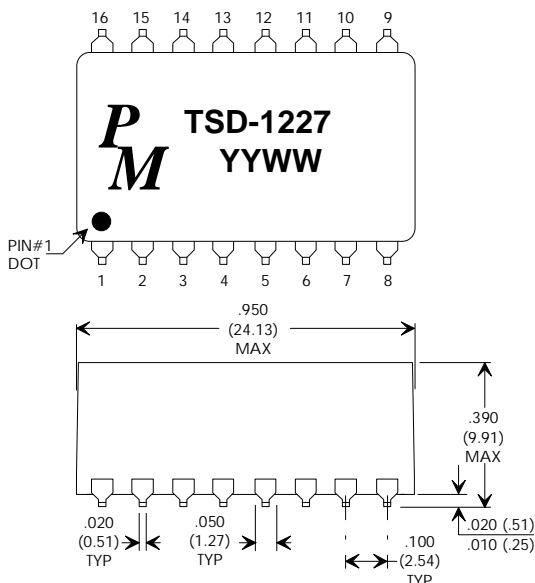 16 15 14 13 12 11 10 9
P
M
TSD-1227
YYWW
PIN#1
DOT
1 2 3 4 5 6 7 8
.950
(24.13)
MAX
.390
(9.91)
MAX
.020
(0.51)
TYP
.050
(1.27)
TYP
.100
(2.54)
TYP
.020 (.51)
.010 (.25)